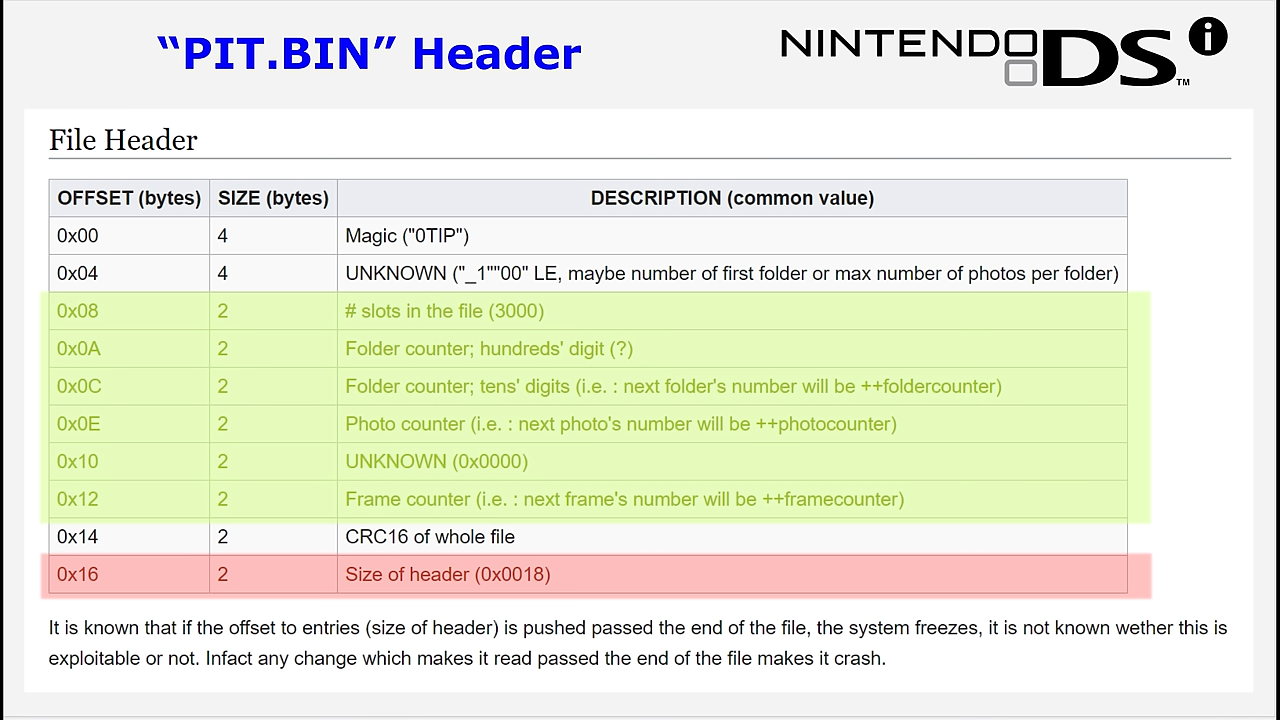 “PIT.BIN” Header
NINTENDO DS i ™
File Header
OFFSET (bytes) SIZE (bytes) DESCRIPTION (common value)
0x00 4 Magic ("0TIP")
0x04 4 UNKNOWN ("_1""00" LE, maybe number of first folder or max number of photos per folder)
0x08 2 # slots in the file (3000)
0x0A 2 Folder counter; hundreds' digit (?)
0x0C 2 Folder counter; tens' digits (i.e. : next folder's number will be ++foldercounter)
0x0E 2 Photo counter (i.e. : next photo's number will be ++photocounter)
0x10 2 UNKNOWN (0x0000)
0x12 2 Frame counter (i.e. : next frame's number will be ++framecounter)
0x14 2 CRC16 of whole file
0x16 2 Size of header (0x0018)
It is known that if the offset to entries (size of header) is pushed passed the end of the file, the system freezes, it is not known wether this is
exploitable or not. Infact any change which makes it read passed the end of the file makes it crash.